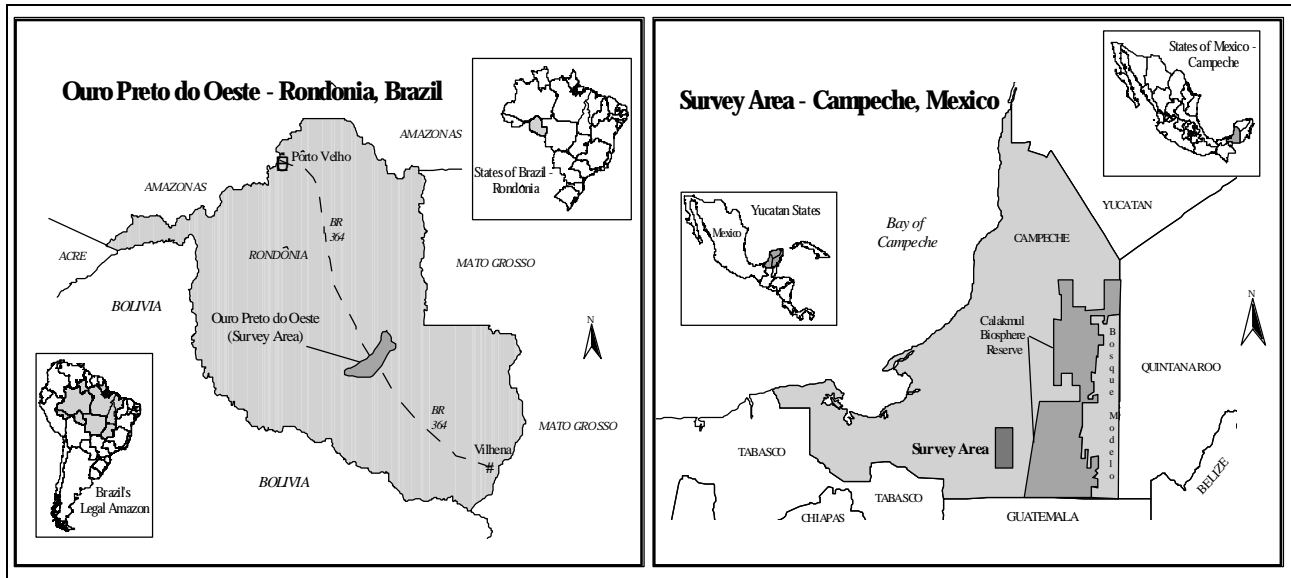 Ouro Preto do Oeste - Rondônia, Brazil
States of Brazil -
Rondônia
AMAZONAS
Pôrto Velho
AMAZONAS
BR
364
ACRE
RONDÔNIA
MATO GROSSO
BOLIVIA
Ouro Preto do Oeste
(Survey Area)
N
BR
364
MATO GROSSO
Vilhena
#
BOLIVIA
Brazil's
Legal Amazon
Survey Area - Campeche, Mexico
States of Mexico -
Campeche
Yucatan States
Mexico
Bay of
Campeche
YUCATAN
CAMPECHE
N
Calakmul
Biosphere
Reserve
Bosque Modelo
QUINTANA ROO
Survey Area
TABASCO
TABASCO
BELIZE
CHIAPAS
GUATEMALA